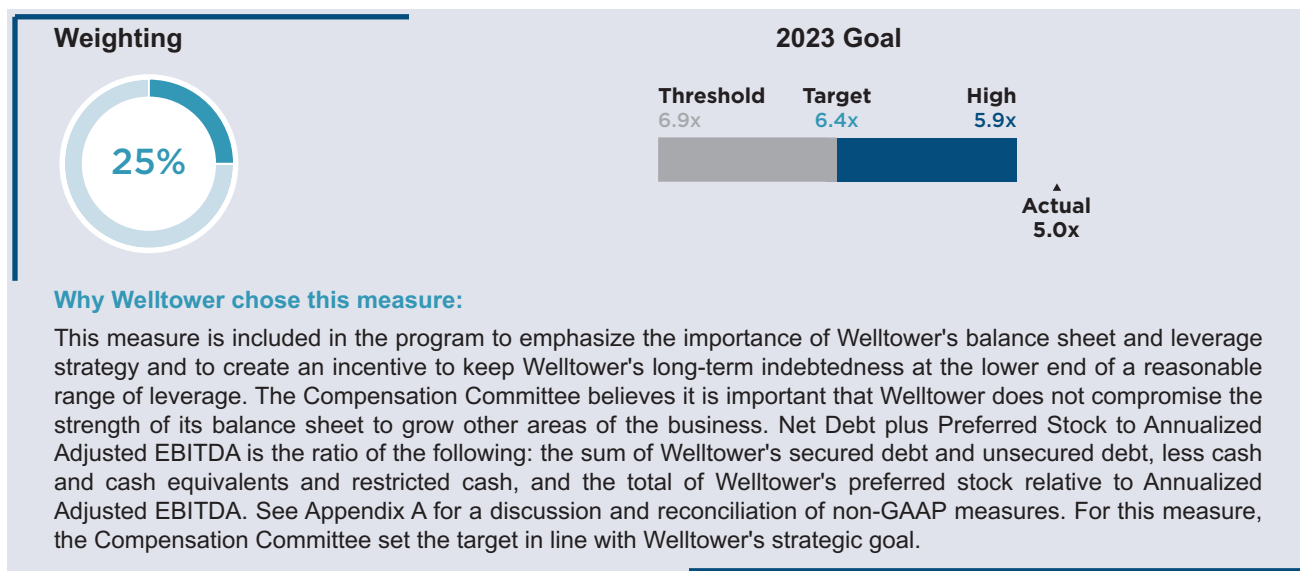 Weighting
2023 Goal
25%
Threshold Target High
6.9x 6.4x 5.9x
Actual
5.0x
Why Welltower chose this measure:
This measure is included in the program to emphasize the importance of Welltower's balance sheet and leverage
strategy and to create an incentive to keep Welltower's long-term indebtedness at the lower end of a reasonable
range of leverage. The Compensation Committee believes it is important that Welltower does not compromise the
strength of its balance sheet to grow other areas of the business. Net Debt plus Preferred Stock to Annualized
Adjusted EBITDA is the ratio of the following: the sum of Welltower's secured debt and unsecured debt, less cash
and cash equivalents and restricted cash, and the total of Welltower's preferred stock relative to Annualized
Adjusted EBITDA. See Appendix A for a discussion and reconciliation of non-GAAP measures. For this measure,
the Compensation Committee set the target in line with Welltower's strategic goal.